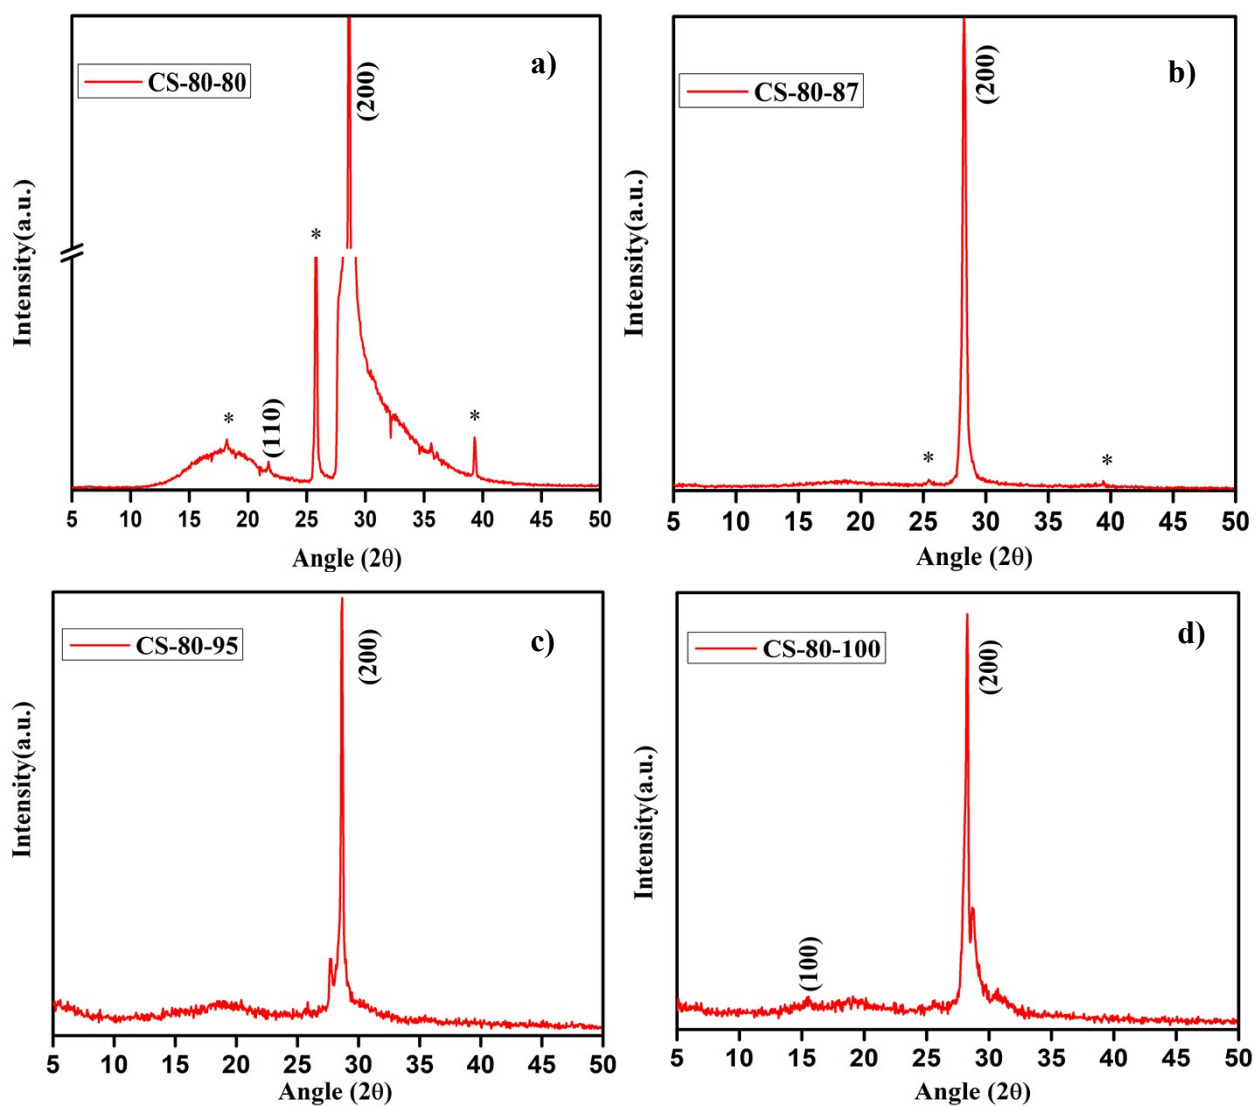 CS-80-80
a)
(200)
*
*
(110)
*
Intensity(a.u.)
5 10 15 20 25 30 35 40 45 50
Angle (2θ)
CS-80-87
b)
(200)
*
*
Intensity(a.u.)
5 10 15 20 25 30 35 40 45 50
Angle (2θ)
CS-80-95
c)
(200)
Intensity(a.u.)
5 10 15 20 25 30 35 40 45 50
Angle (2θ)
CS-80-100
d)
(200)
(100)
Intensity(a.u.)
5 10 15 20 25 30 35 40 45 50
Angle (2θ)